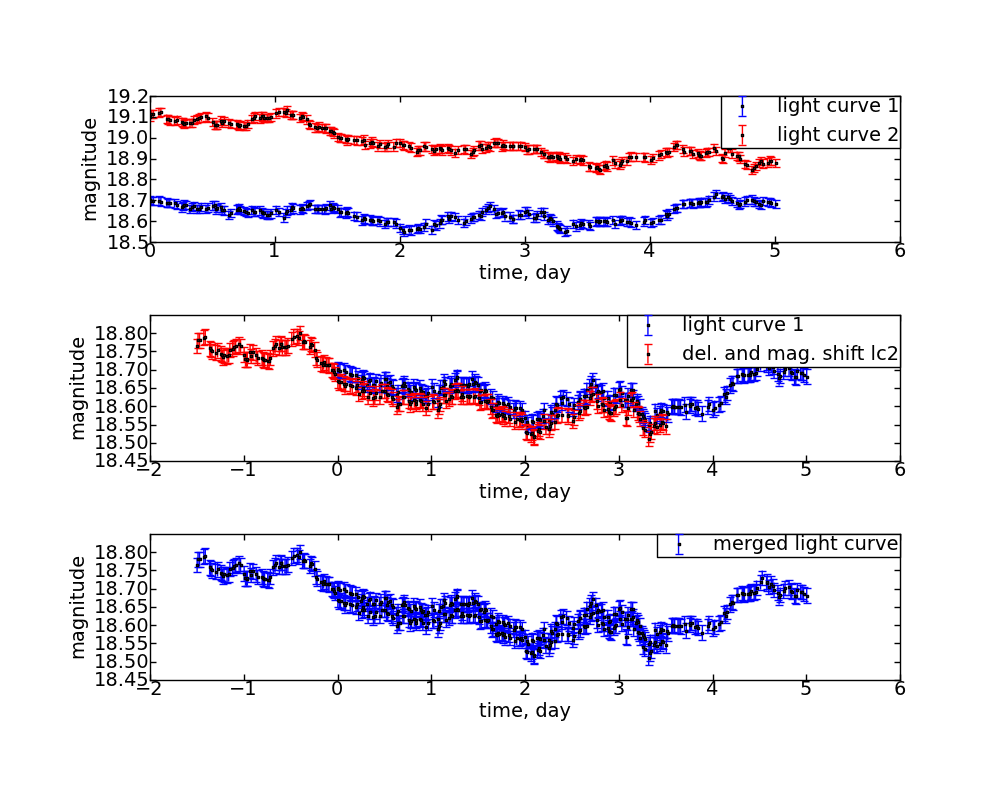 19.2
19.1
19.0
18.9
18.8
18.7
18.6
18.5
magnitude
light curve 1
light curve 2
0 1 2 3 4 5 6
time, day
18.80
18.75
18.70
18.65
18.60
18.55
18.50
18.45
magnitude
light curve 1
del. and mag. shift lc2
−2 −1 0 1 2 3 4 5 6
time, day
18.80
18.75
18.70
18.65
18.60
18.55
18.50
18.45
magnitude
merged light curve
−2 −1 0 1 2 3 4 5 6
time, day